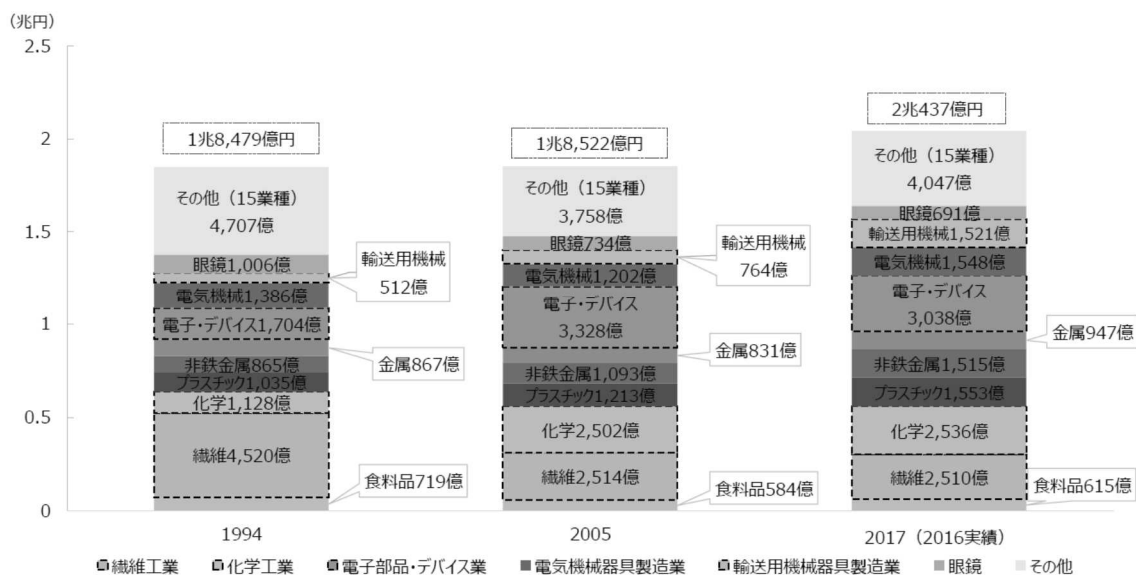 （兆円）
2.5
2
1.5
1
0.5
0
1兆8,479億円
その他（15業種）
4,707億
眼鏡1,006億
輸送用機械
512億
電気機械1,386億
電子・デバイス1,704億
金属867億
非鉄金属865億
プラスチック1,035億
化学1,128億
繊維4,520億
食料品719億
1994
1兆8,522億円
その他（15業種）
3,758億
眼鏡734億
輸送用機械
764億
電気機械1,202億
電子・デバイス
3,328億
金属831億
非鉄金属1,093億
プラスチック1,213億
化学2,502億
繊維2,514億
食料品584億
2005
2兆437億円
その他（15業種）
4,047億
眼鏡691億
輸送用機械1,521億
電気機械1,548億
電子・デバイス
3,038億
金属947億
非鉄金属1,515億
プラスチック1,553億
化学2,536億
繊維2,510億
食料品615億
2017（2016実績）
繊維工業 化学工業 電子部品・デバイス業 電気機械器具製造業 輸送用機械器具製造業 眼鏡 その他